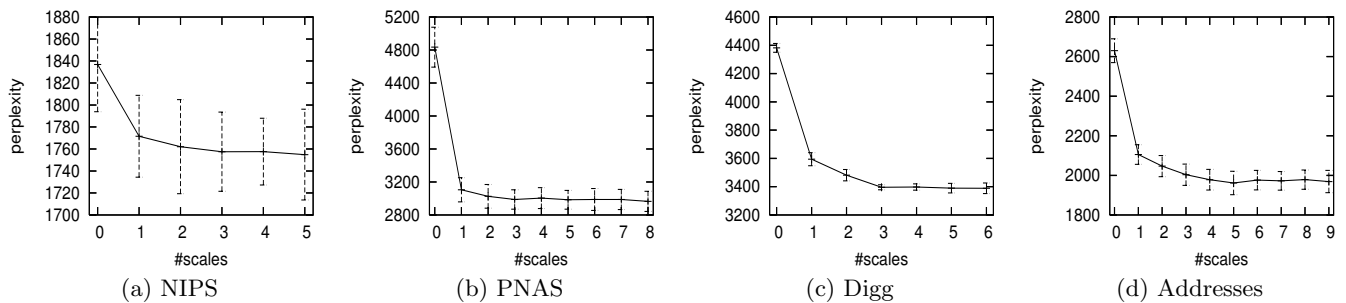 1880
1860
1840
1820
1800
1780
1760
1740
1720
1700
perplexity
0 1 2 3 4 5
#scales
(a) NIPS
5200
4800
4400
4000
3600
3200
2800
perplexity
0 1 2 3 4 5 6 7 8
#scales
(b) PNAS
4600
4400
4200
4000
3800
3600
3400
3200
perplexity
0 1 2 3 4 5 6
#scales
(c) Digg
2800
2600
2400
2200
2000
1800
perplexity
0 1 2 3 4 5 6 7 8 9
#scales
(d) Addresses